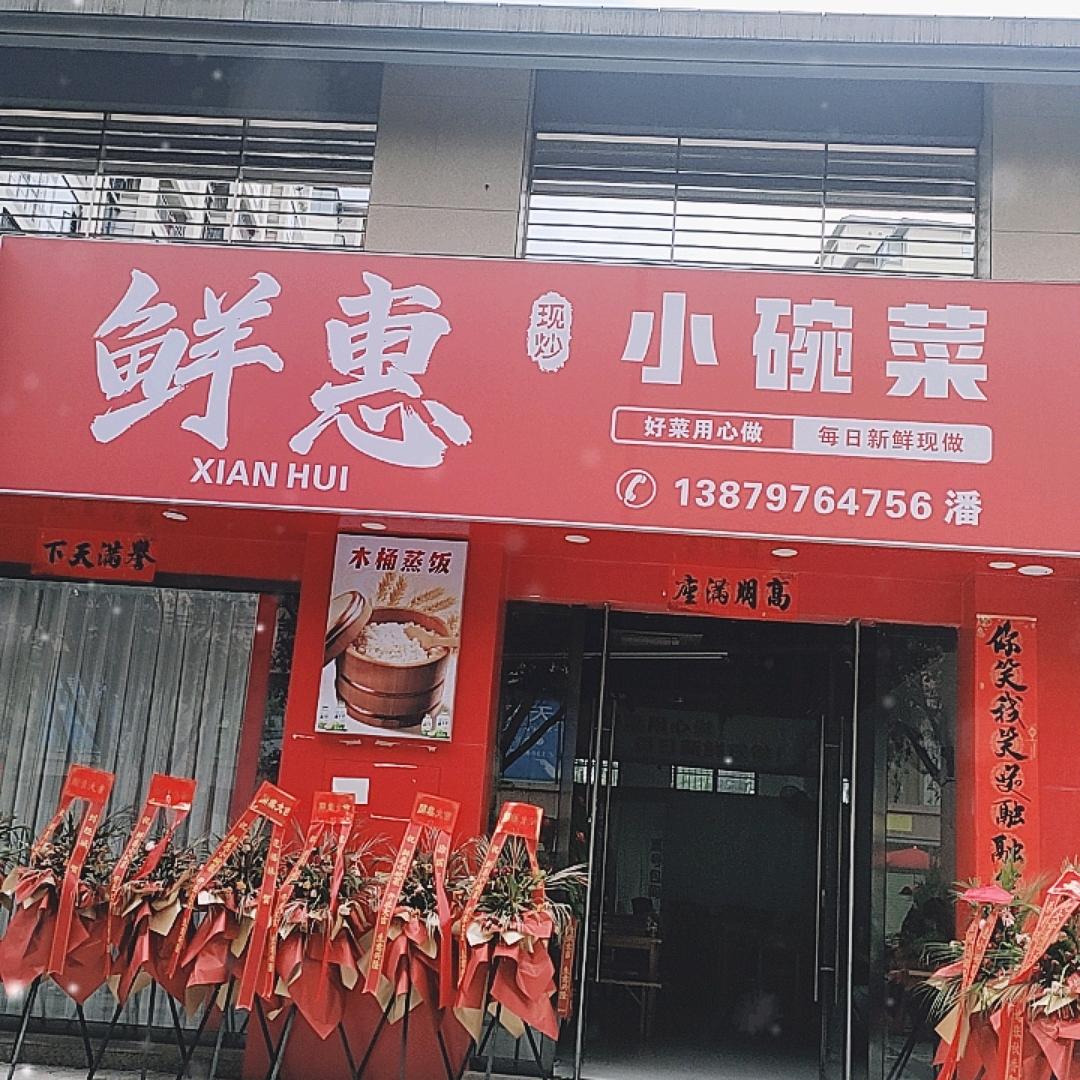 鲜惠
XIAN HUI
现炒
小碗菜
好菜用心做 每日新鲜现做
13879764756 潘
下天满誉
木桶蒸饭
座满朋高
你笑我笑乐融融